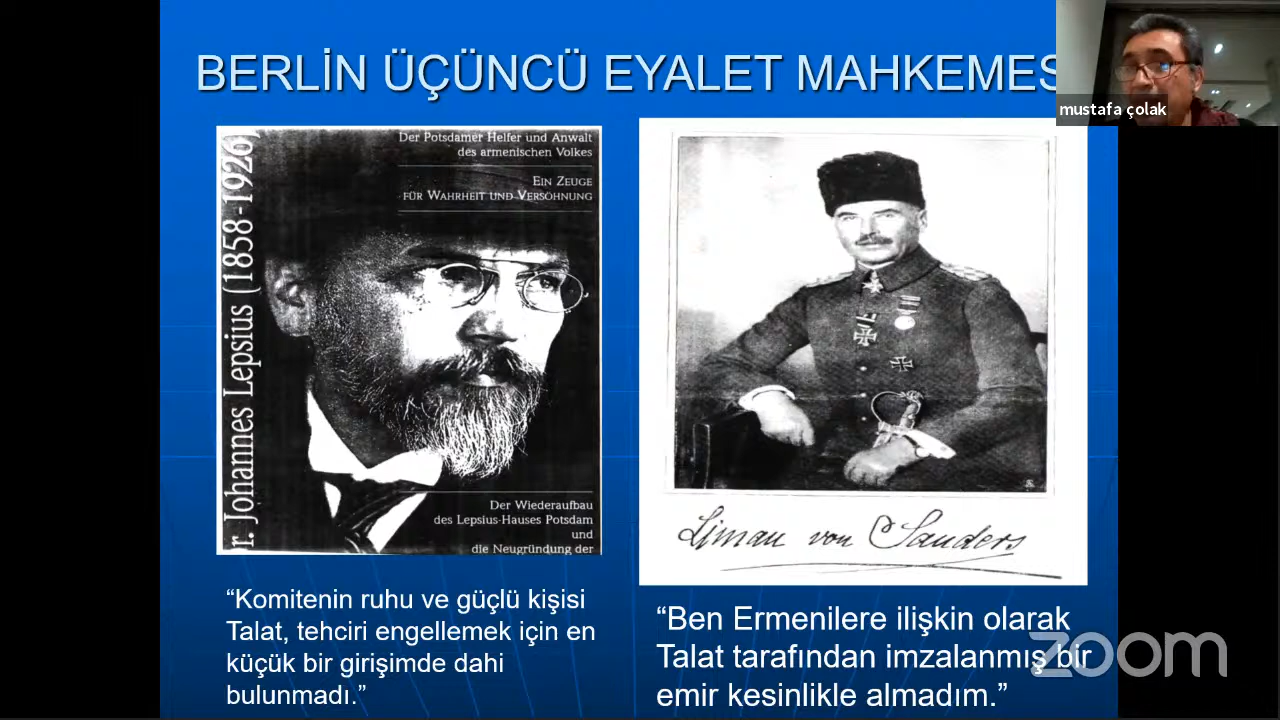 BERLİN ÜÇÜNCÜ EYALET MAHKEMES
mustafa çolak
r. Johannes Lepsius (1858-1926)
Der Potsdamer Helfer und Anwalt
des armenischen Volkes
Ein Zeuge
für Wahrheit und Versöhnung
Der Wiederaufbau
des Lepsius-Hauses Potsdam
und
die Neugründung der
Liman von Sanders
“Komitenin ruhu ve güçlü kişisi
Talat, tehciri engellemek için en
küçük bir girişimde dahi
bulunmadı.”
“Ben Ermenilere ilişkin olarak
Talat tarafından imzalanmış bir
emir kesinlikle almadım.”
zoom